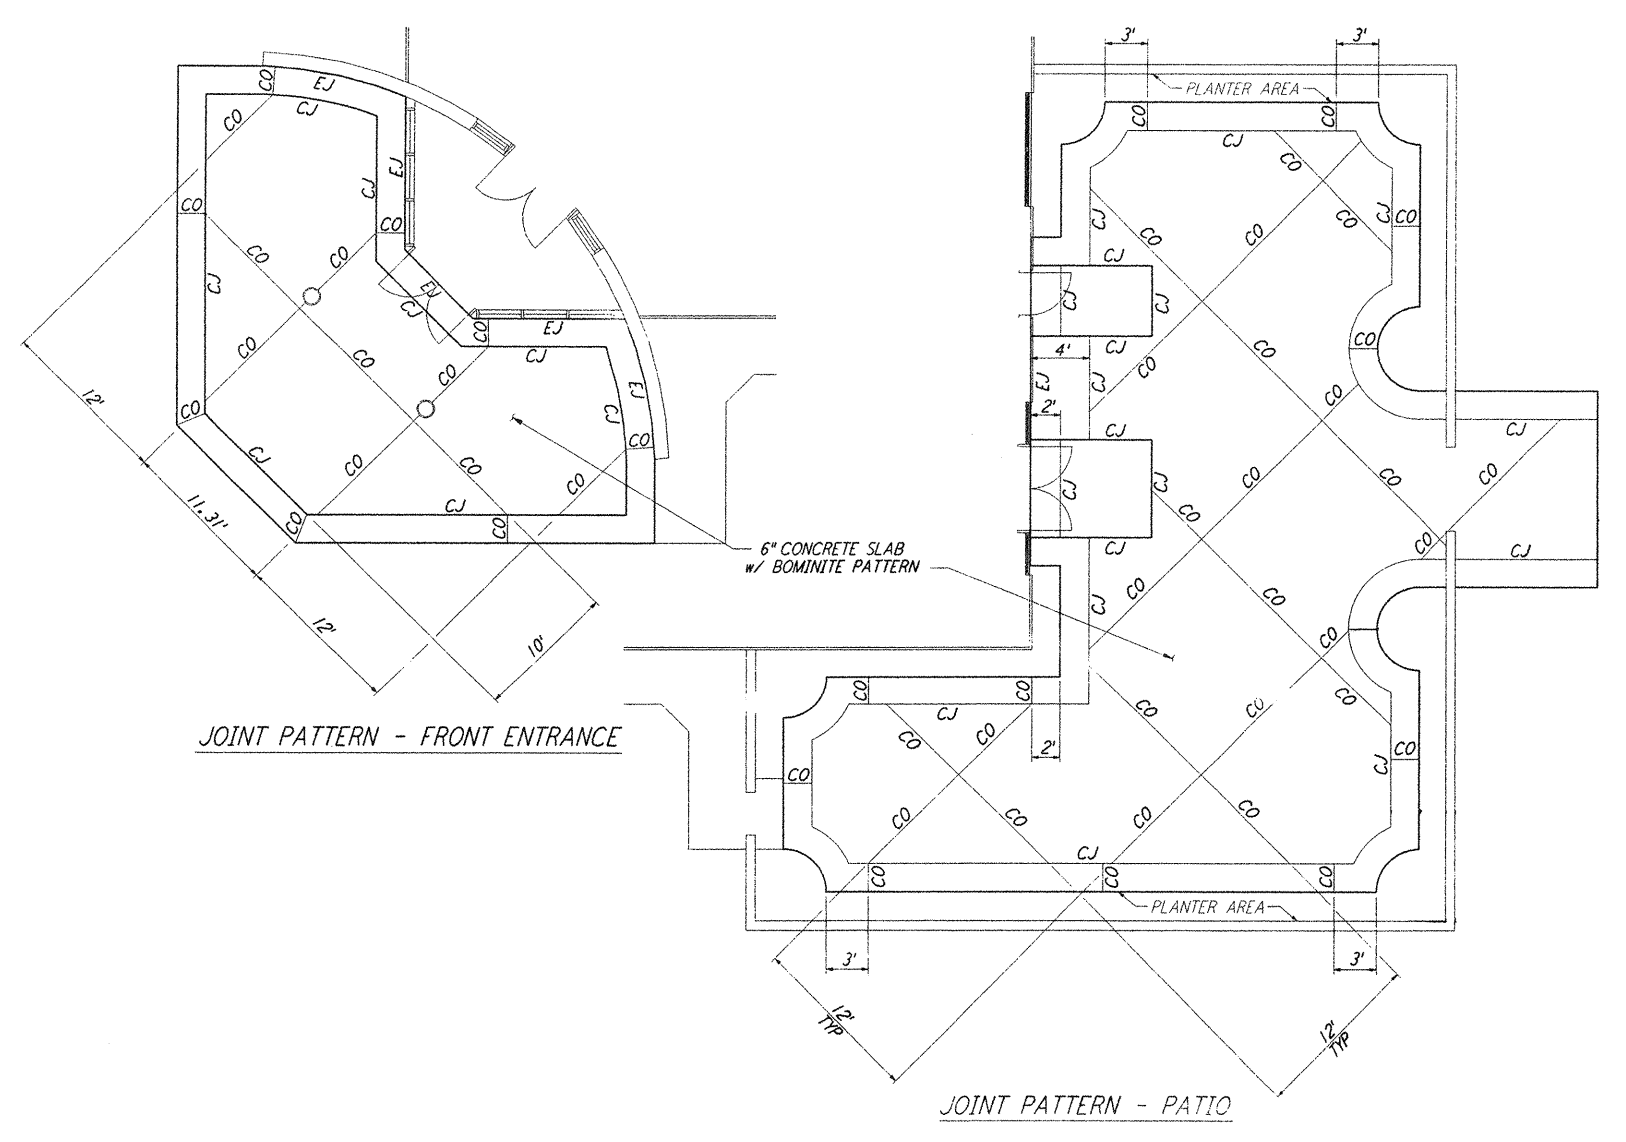 CO
EJ
CJ
CO
CJ
EJ
CO
CO
CO
CO
CJ
EJ
CJ
CO
EJ
CO
CO
CJ
CO
EJ
CJ
CO
CO
CJ
CO
CO
CO
CO
CJ
CO
12'
11.31'
12'
10'
6" CONCRETE SLAB
w/ BOMINITE PATTERN
JOINT PATTERN - FRONT ENTRANCE
3'
3'
PLANTER AREA
CO
CO
CJ
CO
CJ
CO
CJ
CO
CO
CO
CJ
CJ
CJ
CJ
4'
CO
CO
CO
EJ
CJ
CO
2'
CO
CJ
CJ
CJ
CJ
CO
CO
CJ
CO
CO
CJ
CJ
CO
CO
CJ
CO
CO
CO
CO
CO
CO
CO
CJ
CO
CO
2'
CO
CJ
CO
CO
CO
CO
CO
CO
CJ
CO
CO
CO
PLANTER AREA
3'
3'
12'
TYP
12'
TYP
JOINT PATTERN - PATIO